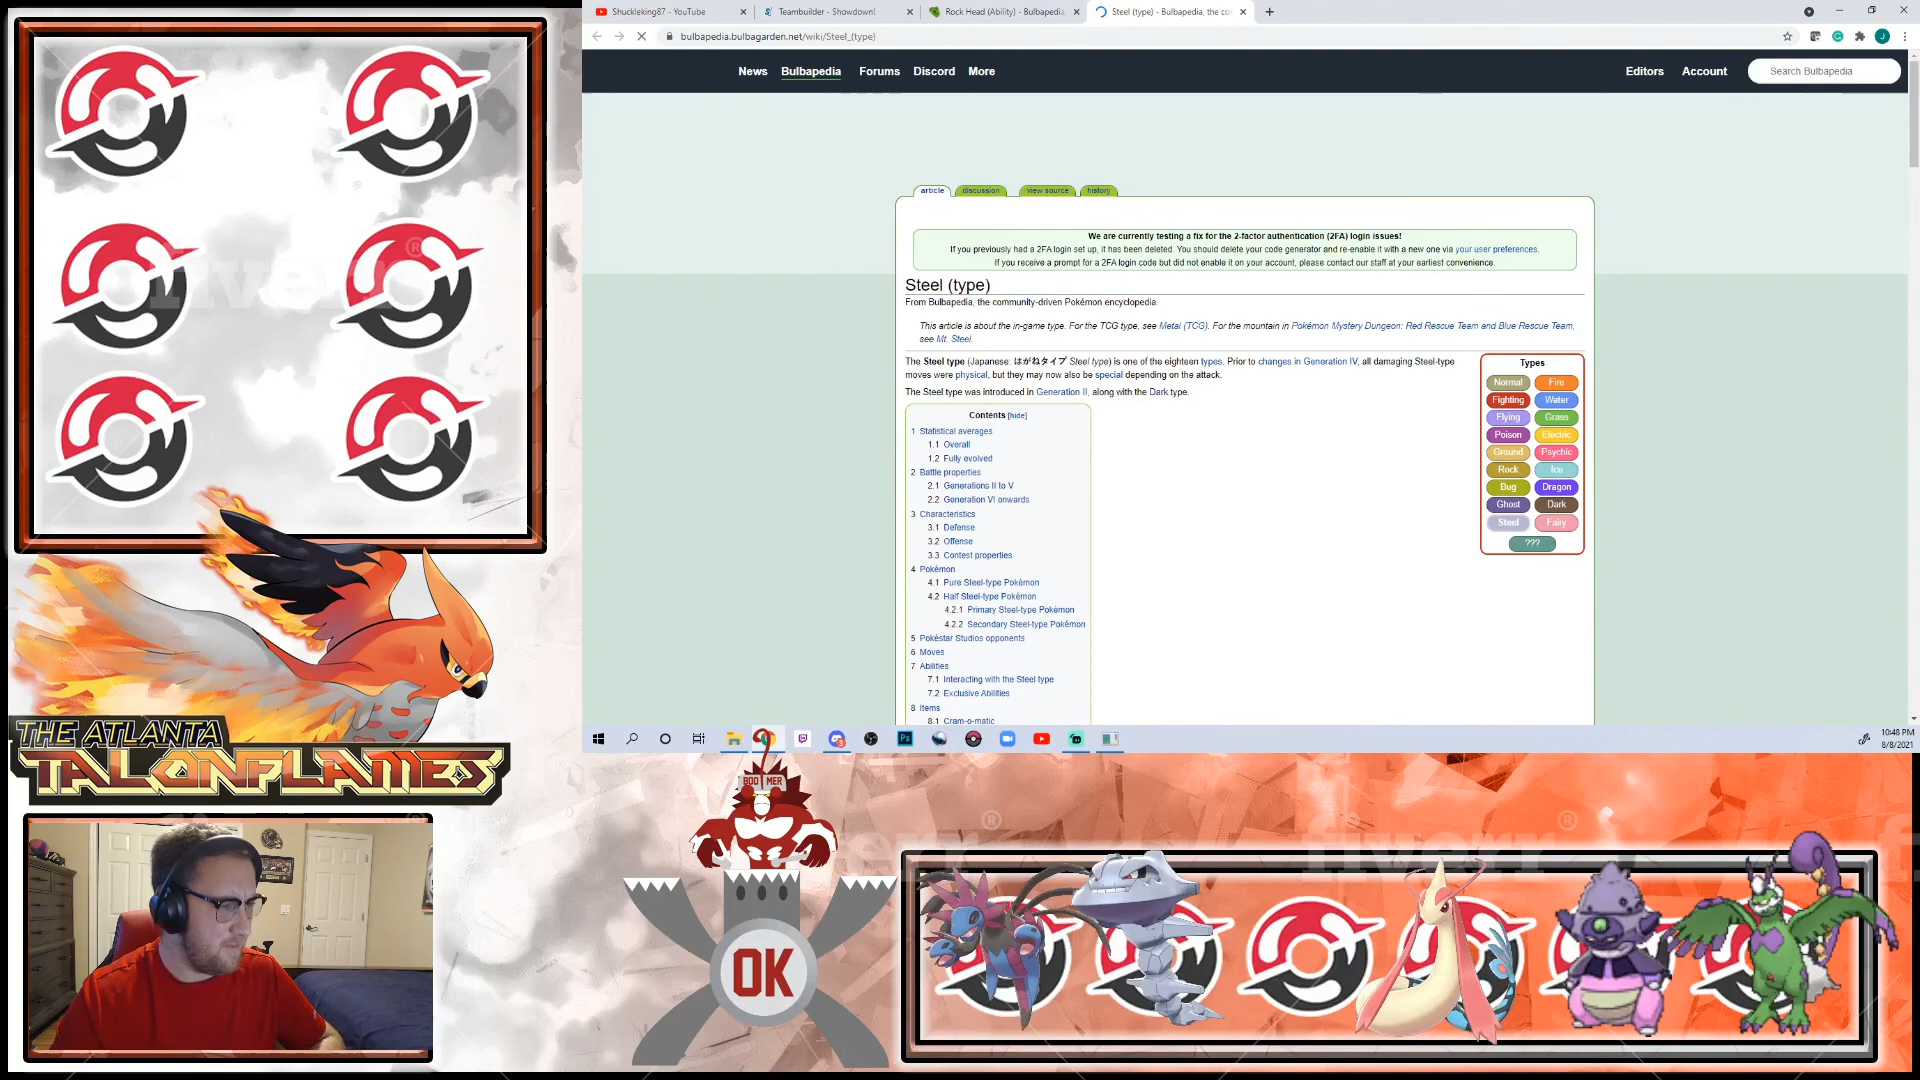 Shuckleking87 - YouTube
Teambuilder - Showdown!
Rock Head (Ability) - Bulbapedia,
Steel (type) - Bulbapedia, the co
bulbapedia.bulbagarden.net/wiki/Steel_(type)
J
News Bulbapedia Forums Discord More
Editors Account Search Bulbapedia
article discussion view source history
We are currently testing a fix for the 2-factor authentication (2FA) login issues!
If you previously had a 2FA login set up, it has been deleted. You should delete your code generator and re-enable it with a new one via your user preferences.
If you receive a prompt for a 2FA login code but did not enable it on your account, please contact our staff at your earliest convenience.
Steel (type)
From Bulbapedia, the community-driven Pokémon encyclopedia.
This article is about the in-game type. For the TCG type, see Metal (TCG). For the mountain in Pokémon Mystery Dungeon: Red Rescue Team and Blue Rescue Team,
see Mt. Steel.
The Steel type (Japanese: はがねタイプ Steel type) is one of the eighteen types. Prior to changes in Generation IV, all damaging Steel-type
moves were physical, but they may now also be special depending on the attack.
The Steel type was introduced in Generation II, along with the Dark type.
Types
Normal Fire
Fighting Water
Flying Grass
Poison Electric
Ground Psychic
Rock Ice
Bug Dragon
Ghost Dark
Steel Fairy
???
Contents [hide]
1 Statistical averages
1.1 Overall
1.2 Fully evolved
2 Battle properties
2.1 Generations II to V
2.2 Generation VI onwards
3 Characteristics
3.1 Defense
3.2 Offense
3.3 Contest properties
4 Pokémon
4.1 Pure Steel-type Pokémon
4.2 Half Steel-type Pokémon
4.2.1 Primary Steel-type Pokémon
4.2.2 Secondary Steel-type Pokémon
5 Pokéstar Studios opponents
6 Moves
7 Abilities
7.1 Interacting with the Steel type
7.2 Exclusive Abilities
8 Items
8.1 Cram-o-matic
Ps
10:48 PM
8/8/2021
fiverr®
THE ATLANTA
TALONFLAMES
BOOMER
OK
fiverr®